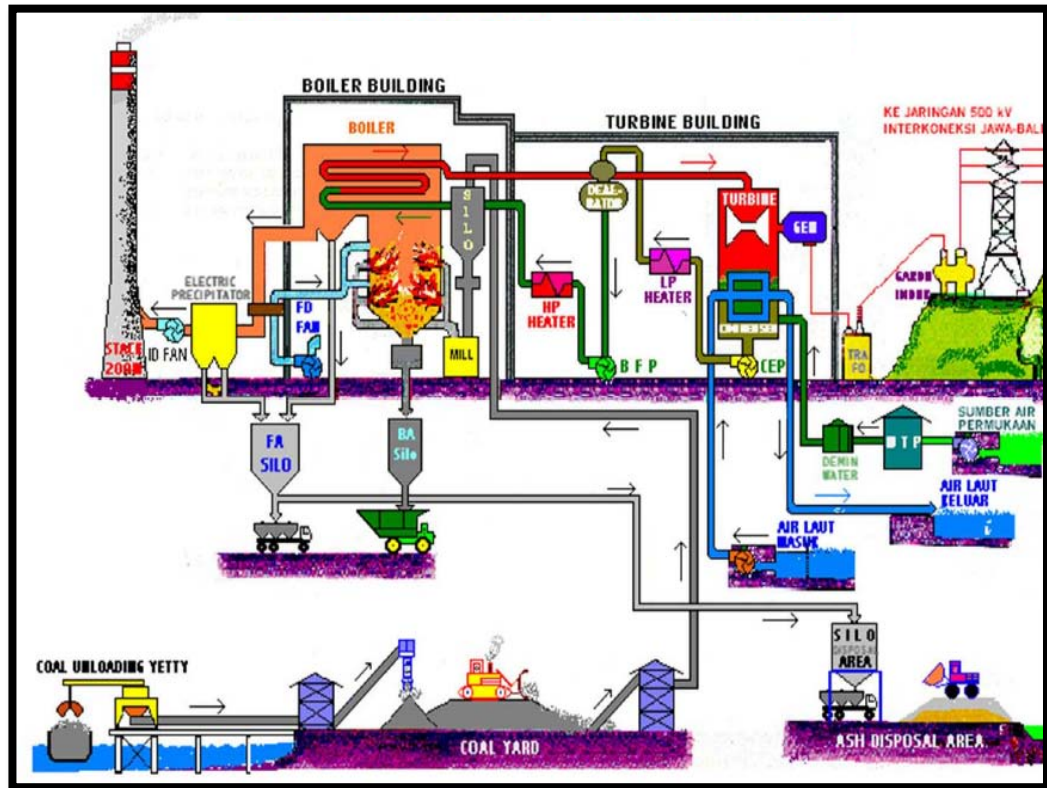 BOILER BUILDING
TURBINE BUILDING
KE JARINGAN 500 kV
INTERKONEKSI JAWA-BALI
BOILER
SILO
DEAE-
RATOR
TURBINE
GEN
ELECTRIC
PRECIPITATOR
FD
FAN
HP
HEATER
LP
HEATER
GARDU
INDUK
STACK
200M
ID FAN
MILL
B F P
CEP
TRA
FO
FA
SILO
BA
Silo
DEMIN
WATER
W T P
SUMBER AIR
PERMUKAAN
AIR LAUT
KELUAR
AIR LAUT
MASUK
COAL UNLOADING YETTY
COAL YARD
SILO
DISPOSAL
AREA
ASH DISPOSAL AREA.